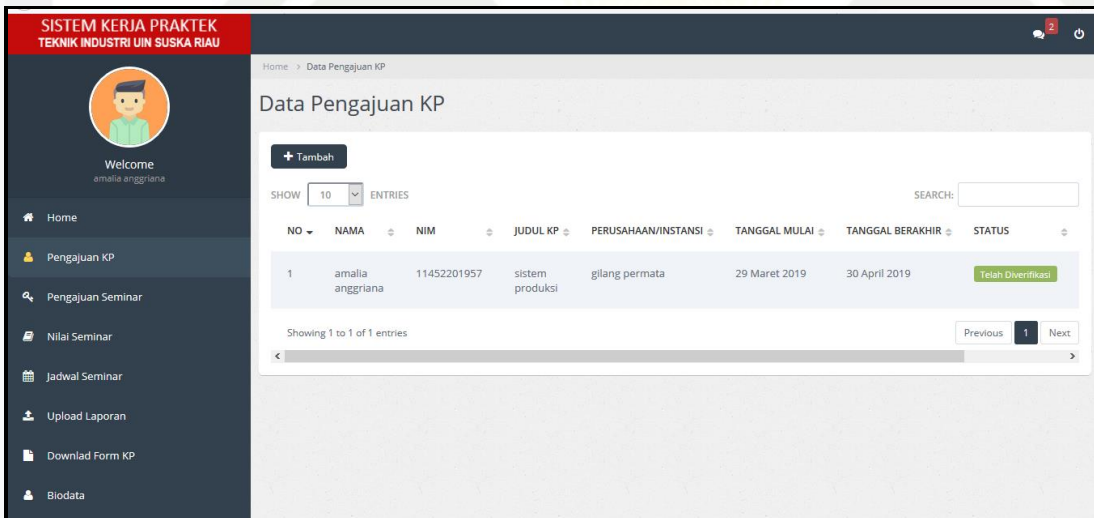 SISTEM KERJA PRAKTEK
TEKNIK INDUSTRI UIN SUSKA RIAU
2
Welcome
amalia anggriana
Home
Pengajuan KP
Pengajuan Seminar
Nilai Seminar
Jadwal Seminar
Upload Laporan
Downlad Form KP
Biodata
Home > Data Pengajuan KP
Data Pengajuan KP
+ Tambah
SHOW 10 ENTRIES SEARCH:
NO NAMA NIM JUDUL KP PERUSAHAAN/INSTANSI TANGGAL MULAI TANGGAL BERAKHIR STATUS
1 amalia 11452201957 sistem gilang permata 29 Maret 2019 30 April 2019 Telah Diverifikasi
anggriana produksi
Showing 1 to 1 of 1 entries Previous 1 Next